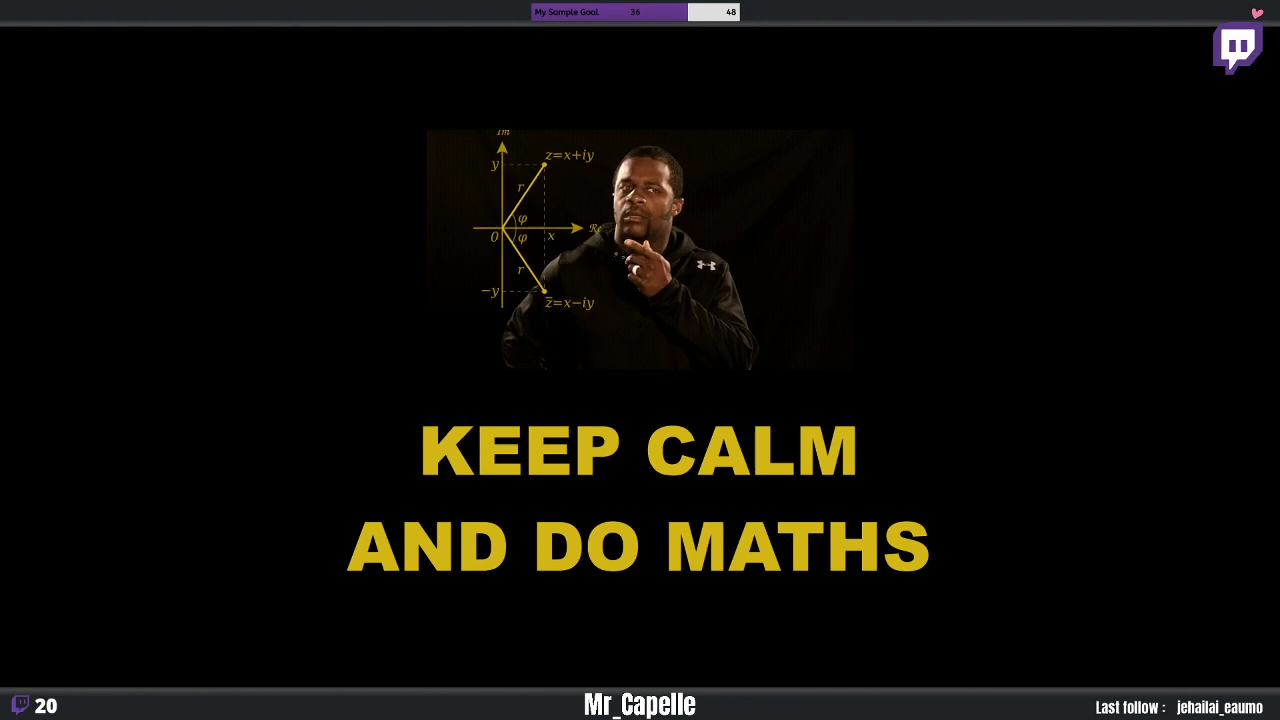 My Sample Goal 36 48
Im
y z=x+iy
r
φ
0 φ x Re
r
−y z̅=x−iy
KEEP CALM
AND DO MATHS
20 Mr_Capelle Last follow : jehailai_eaumo